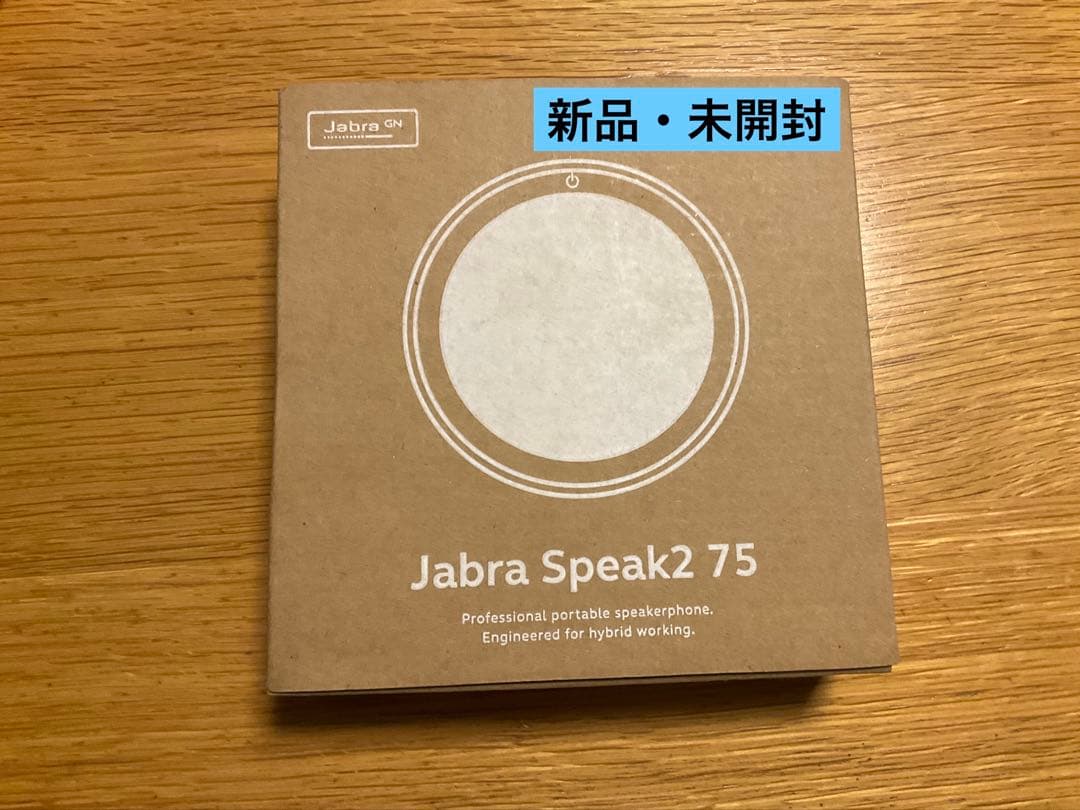 Jabra GN
新品・未開封
Jabra Speak2 75
Professional portable speakerphone.
Engineered for hybrid working.